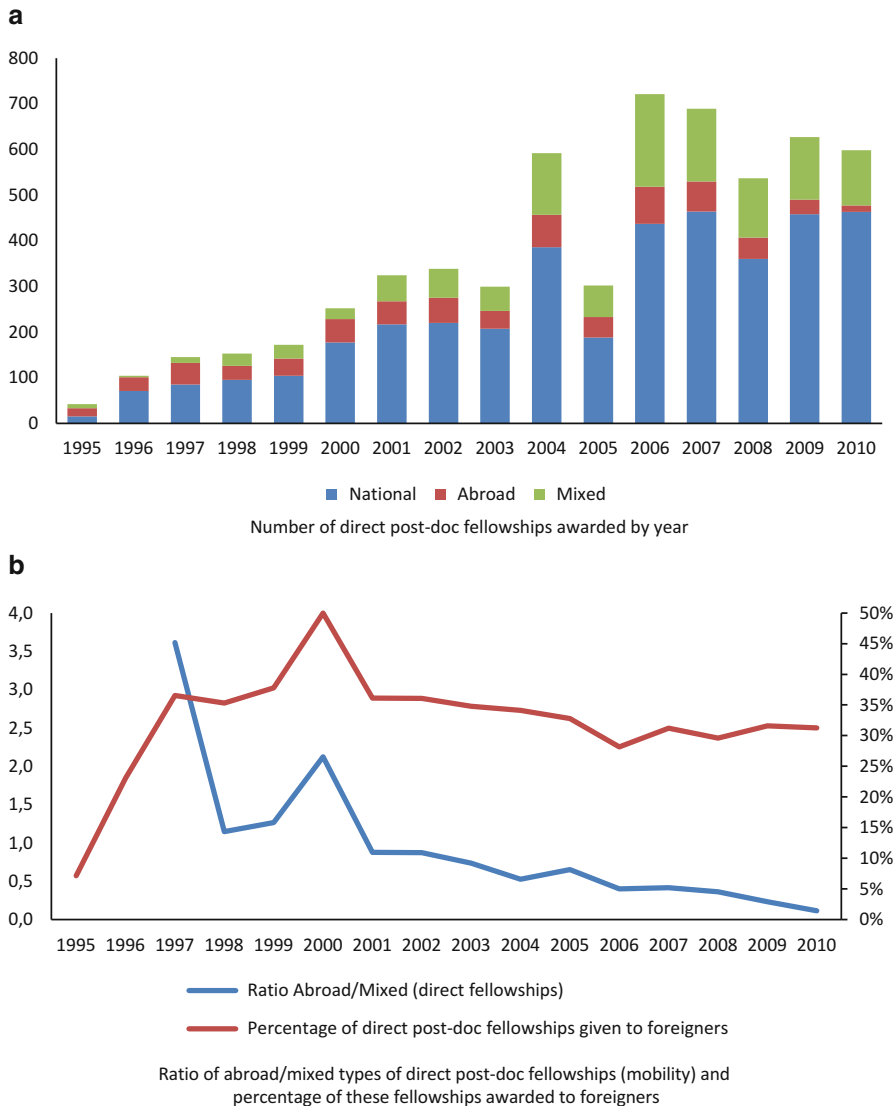 a
800
700
600
500
400
300
200
100
0
1995 1996 1997 1998 1999 2000 2001 2002 2003 2004 2005 2006 2007 2008 2009 2010
National Abroad Mixed
Number of direct post-doc fellowships awarded by year
b
4,0 50%
3,5 45%
40%
3,0 35%
2,5 30%
2,0 25%
1,5 20%
1,0 15%
10%
0,5 5%
0,0 0%
1995 1996 1997 1998 1999 2000 2001 2002 2003 2004 2005 2006 2007 2008 2009 2010
Ratio Abroad/Mixed (direct fellowships)
Percentage of direct post-doc fellowships given to foreigners
Ratio of abroad/mixed types of direct post-doc fellowships (mobility) and
percentage of these fellowships awarded to foreigners